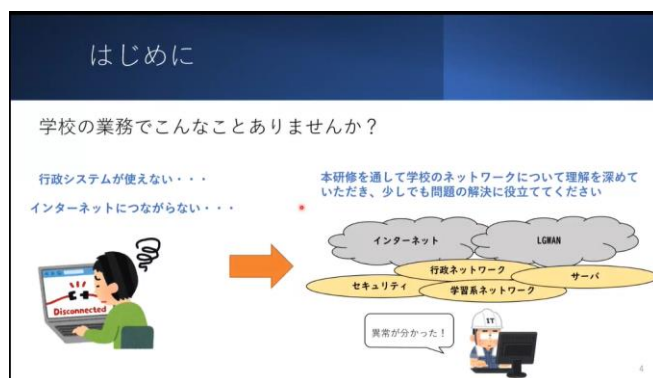 はじめに
学校の業務でこんなことありませんか？
行政システムが使えない・・・
インターネットにつながらない・・・
Disconnected
本研修を通して学校のネットワークについて理解を深めて
いただき、少しでも問題の解決に役立ててください
インターネット
LGWAN
行政ネットワーク
サーバ
セキュリティ
学習系ネットワーク
異常が分かった！
IT
4